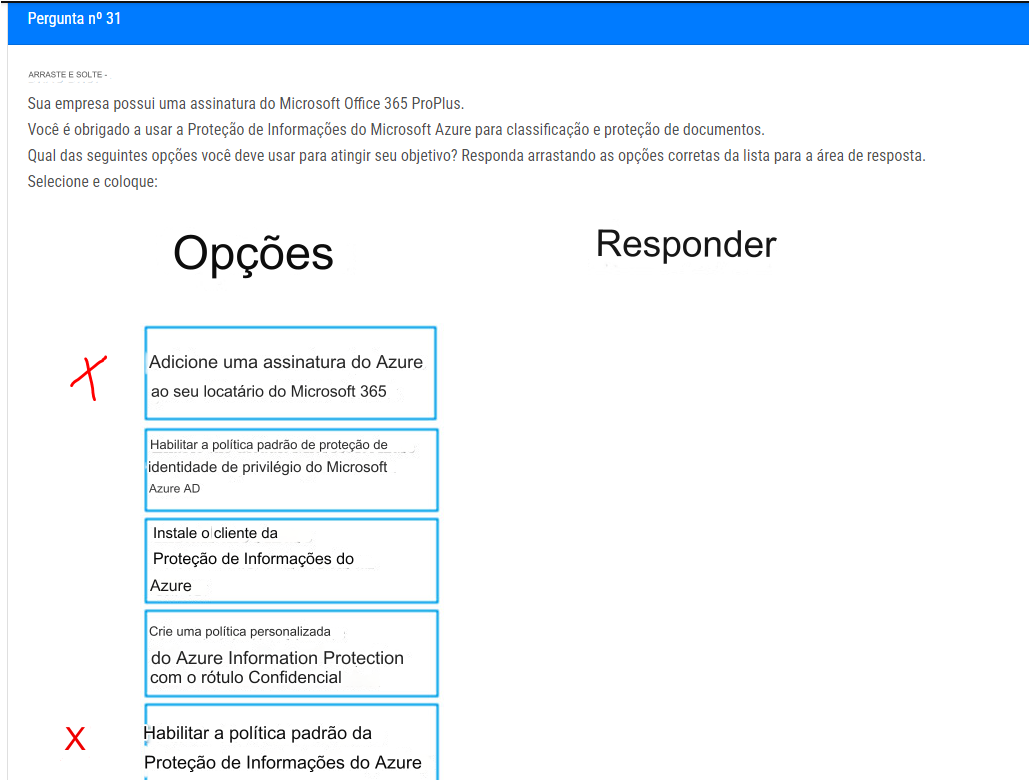 Pergunta nº 31
ARRASTE E SOLTE -
Sua empresa possui uma assinatura do Microsoft Office 365 ProPlus.
Você é obrigado a usar a Proteção de Informações do Microsoft Azure para classificação e proteção de documentos.
Qual das seguintes opções você deve usar para atingir seu objetivo? Responda arrastando as opções corretas da lista para a área de resposta.
Selecione e coloque:
Opções
Responder
Adicione uma assinatura do Azure
ao seu locatário do Microsoft 365
Habilitar a política padrão de proteção de
identidade de privilégio do Microsoft
Azure AD
Instale o cliente da
Proteção de Informações do
Azure
Crie uma política personalizada
do Azure Information Protection
com o rótulo Confidencial
X
Habilitar a política padrão da
Proteção de Informações do Azure